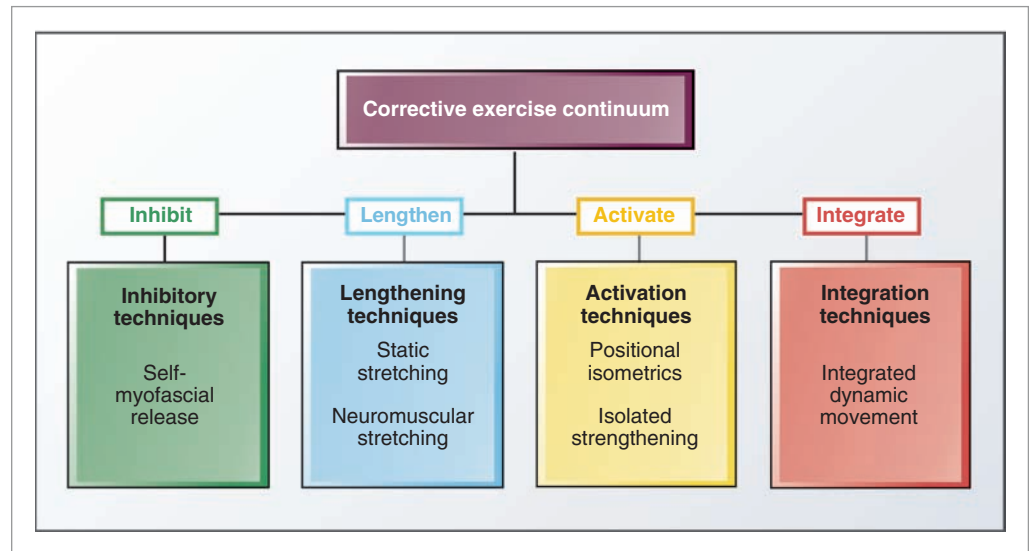 Corrective exercise continuum
Inhibit
Lengthen
Activate
Integrate
Inhibitory
techniques
Self-
myofascial
release
Lengthening
techniques
Static
stretching
Neuromuscular
stretching
Activation
techniques
Positional
isometrics
Isolated
strengthening
Integration
techniques
Integrated
dynamic
movement